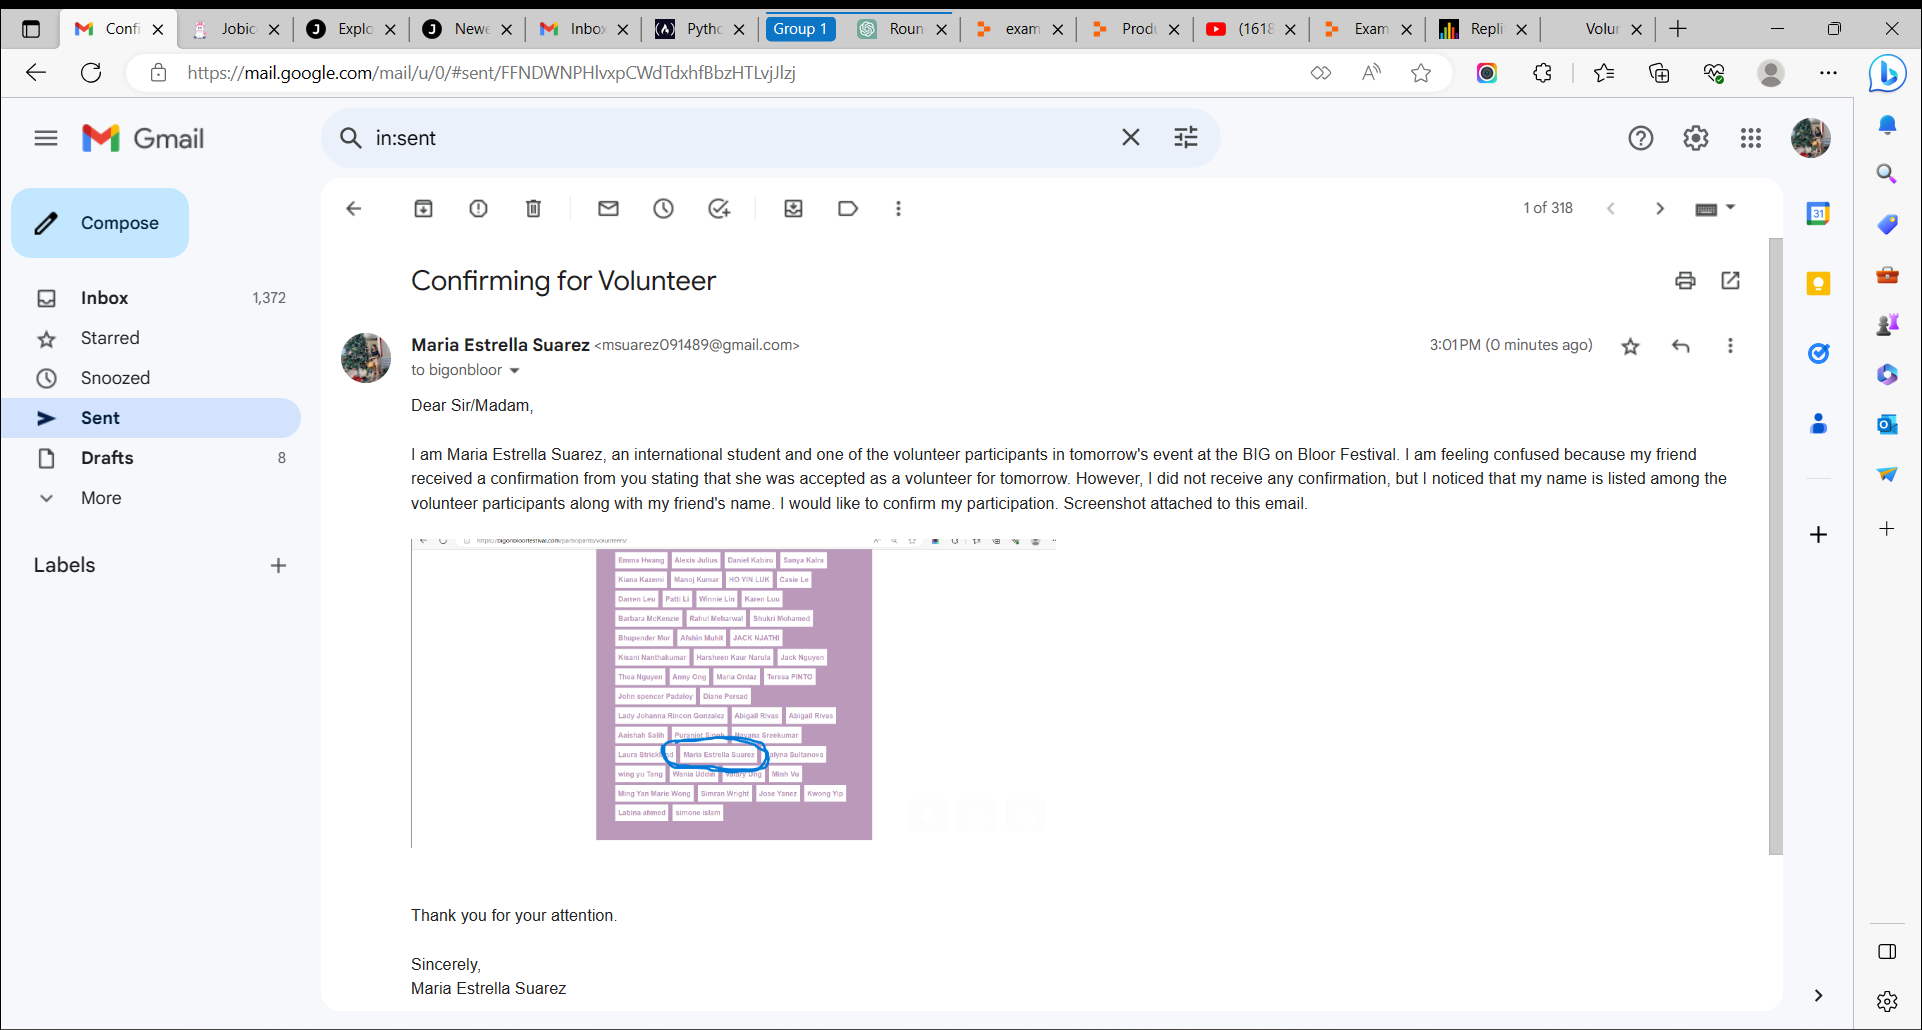 Confi
Jobic
Explo
Newe
Inbox
Pythc
Group 1
Roun
exam
Produ
(1618
Exam
Repli
Volun
https://mail.google.com/mail/u/0/#sent/FFNDWNPHlvxpCWdTdxhfBbzHTLvjJlzj
Gmail
in:sent
Compose
1 of 318
Inbox 1,372
Starred
Snoozed
Sent
Drafts 8
More
Labels
31
Confirming for Volunteer
Maria Estrella Suarez <msuarez091489@gmail.com>
3:01 PM (0 minutes ago)
to bigonbloor
Dear Sir/Madam,
I am Maria Estrella Suarez, an international student and one of the volunteer participants in tomorrow's event at the BIG on Bloor Festival. I am feeling confused because my friend
received a confirmation from you stating that she was accepted as a volunteer for tomorrow. However, I did not receive any confirmation, but I noticed that my name is listed among the
volunteer participants along with my friend's name. I would like to confirm my participation. Screenshot attached to this email.
https://bigonbloorfestival.com/participants/volunteers/
Emma Hwang Alexis Julius Daniel Kabiru Sanya Kalra
Kiana Kazemi Manoj Kumar HO YIN LUK Casie Le
Darren Leu Patti Li Winnie Lin Karen Luu
Barbara McKenzie Rahul Meharwal Shukri Mohamed
Bhupender Mor Afshin Muhit JACK NJATHI
Kisani Nanthakumar Harsheen Kaur Narula Jack Nguyen
Thea Nguyen Anny Ong Maria Ordaz Teresa PINTO
John spencer Padaloy Diane Persad
Lady Johanna Rincon Gonzalez Abigail Rivas Abigail Rivas
Aaishah Salih Puranjot Singh Nayana Sreekumar
Laura Maria Estrella Suarez Sultanova
wing yu Tang Wania Uddin Valary Ung Minh Vu
Ming Yan Marie Wong Simran Wright Jose Yanez Kwong Yip
Labina ahmed simone islam
Thank you for your attention.
Sincerely,
Maria Estrella Suarez